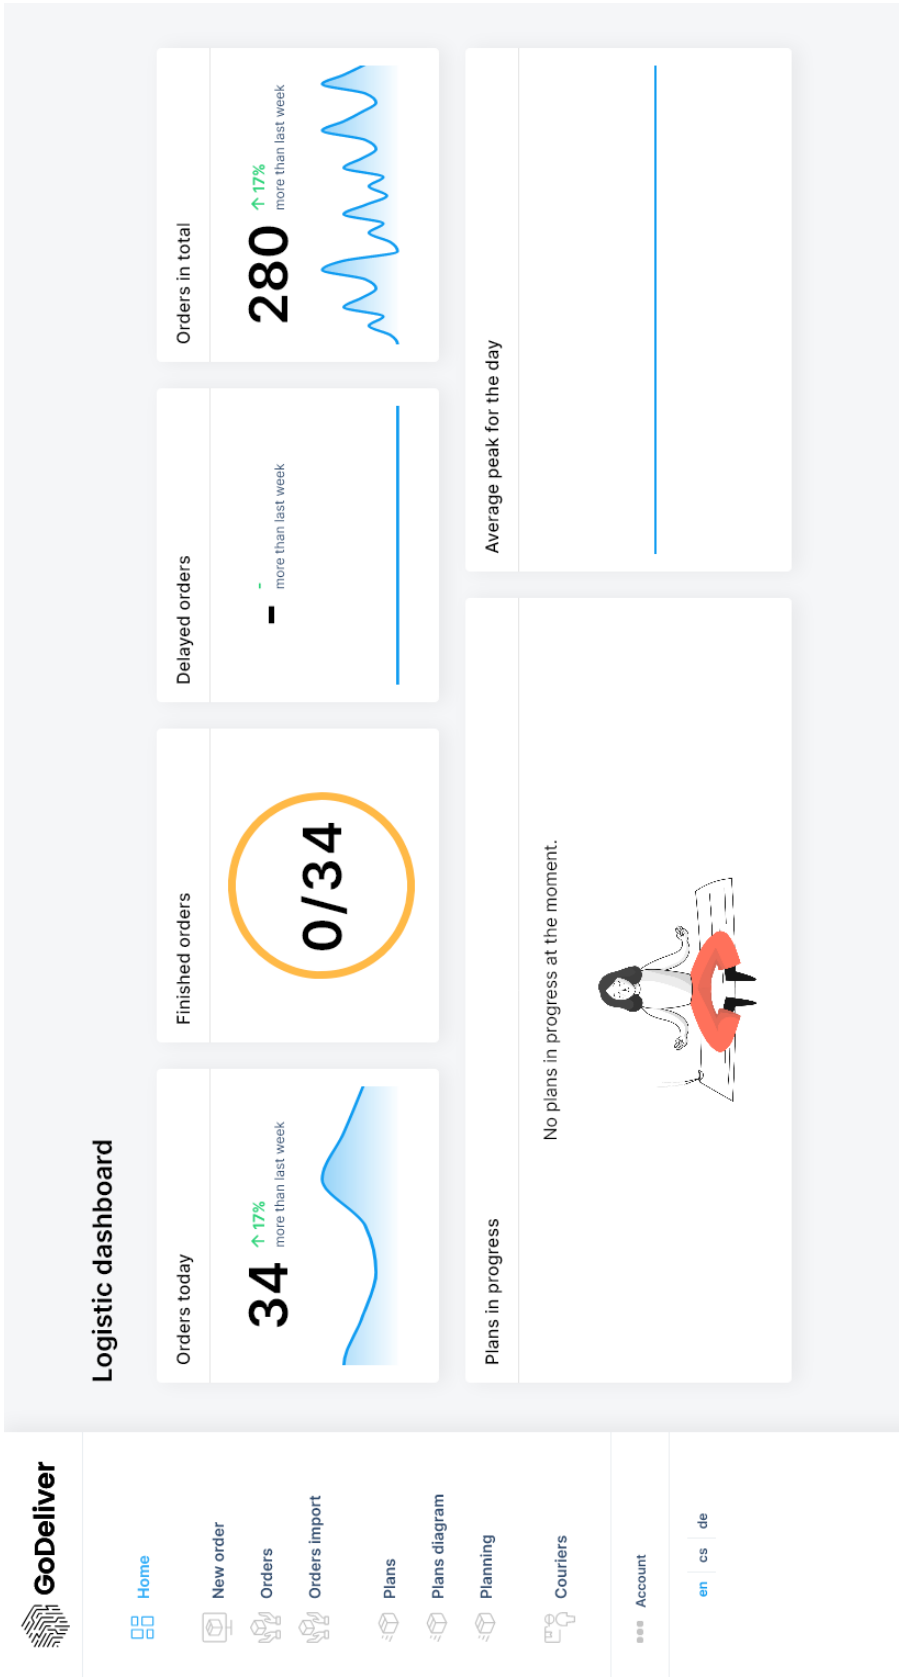 GoDeliver
Home
New order
Orders
Orders import
Plans
Plans diagram
Planning
Couriers
Account
en cs de
Logistic dashboard
Orders today
34 ↑ 17%
more than last week
Finished orders
0/34
Delayed orders
- -
more than last week
Orders in total
280 ↑ 17%
more than last week
Plans in progress
No plans in progress at the moment.
Average peak for the day